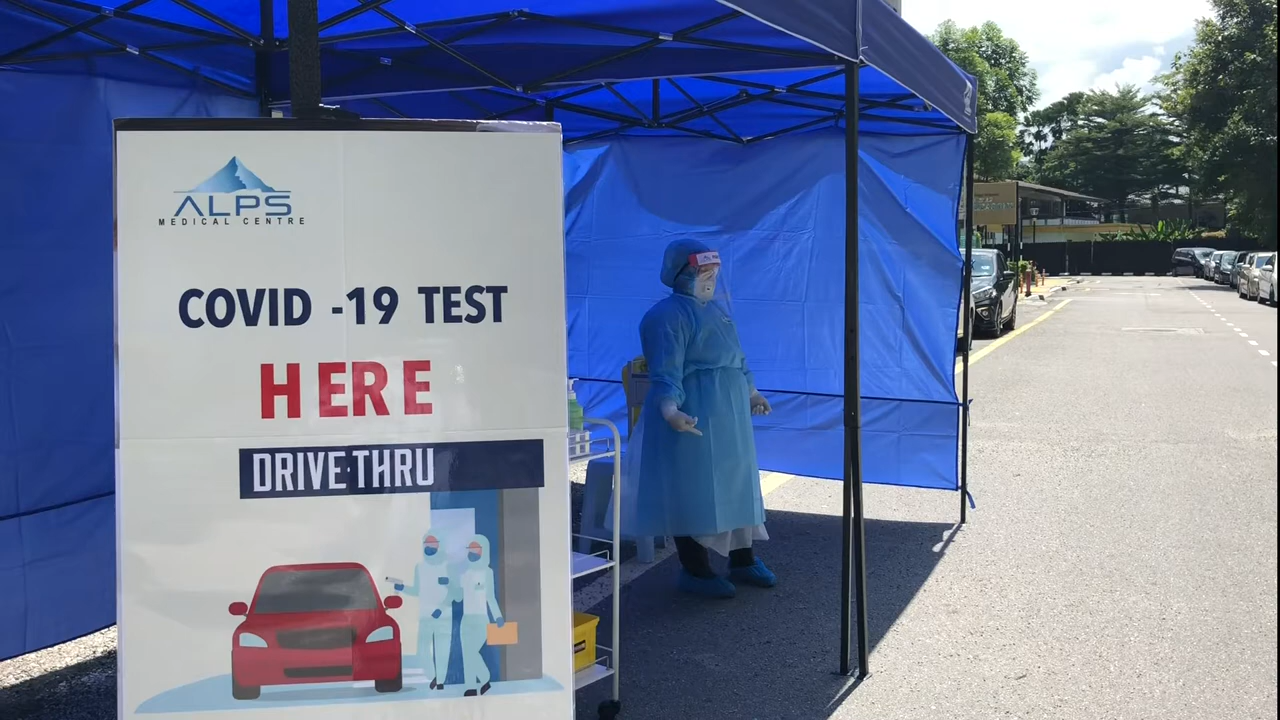 ALPS
MEDICAL CENTRE
COVID -19 TEST
HERE
DRIVE·THRU